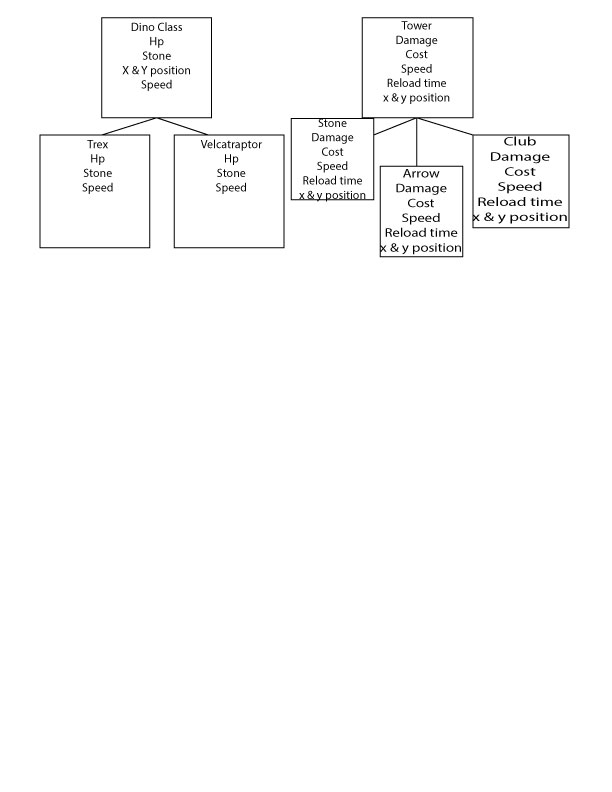 Dino Class
Hp
Stone
X & Y position
Speed
Tower
Damage
Cost
Speed
Reload time
x & y position
Trex
Hp
Stone
Speed
Velcatraptor
Hp
Stone
Speed
Stone
Damage
Cost
Speed
Reload time
x & y position
Arrow
Damage
Cost
Speed
Reload time
x & y position
Club
Damage
Cost
Speed
Reload time
x & y position